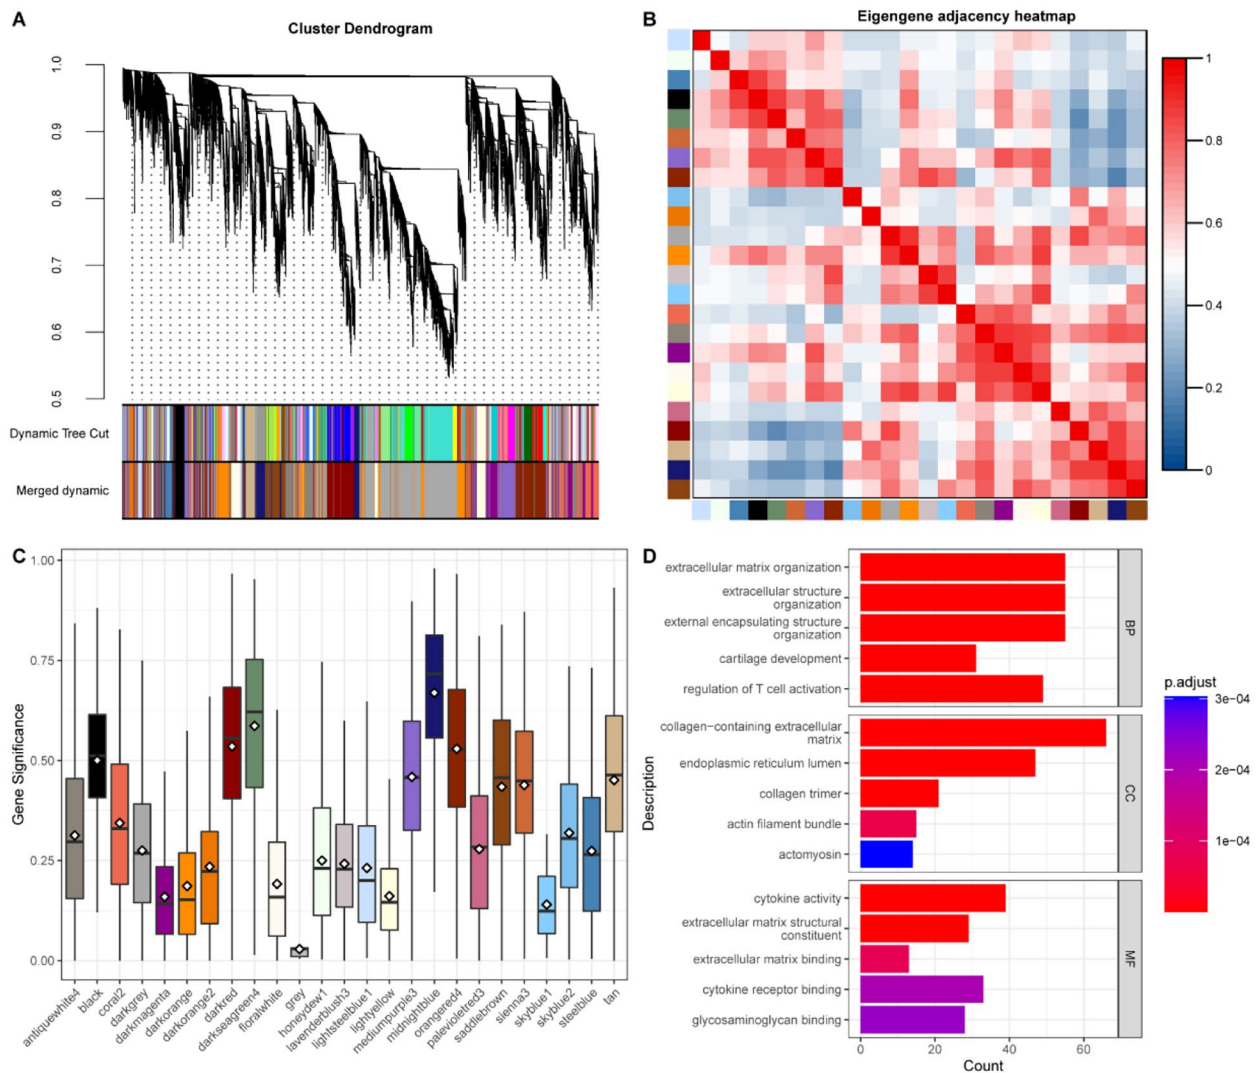 A
Cluster Dendrogram
1.0
0.9
0.8
0.7
0.6
0.5
Dynamic Tree Cut
Merged dynamic
B
Eigengene adjacency heatmap
1
0.8
0.6
0.4
0.2
0
C
Gene Significance
1.00
0.75
0.50
0.25
0.00
antiquewhite4
black
coral2
darkgrey
darkmagenta
darkorange
darkorange2
darkred
darkseagreen4
floralwhite
grey
honeydew1
lavenderblush3
lightsteelblue1
lightyellow
mediumpurple3
midnightblue
orangered4
palevioletred3
saddlebrown
sienna3
skyblue1
skyblue2
steelblue
tan
D
Description
extracellular matrix organization
extracellular structure
organization
external encapsulating structure
organization
cartilage development
regulation of T cell activation
BP
collagen−containing extracellular
matrix
endoplasmic reticulum lumen
collagen trimer
actin filament bundle
actomyosin
CC
cytokine activity
extracellular matrix structural
constituent
extracellular matrix binding
cytokine receptor binding
glycosaminoglycan binding
MF
0
20
40
60
Count
p.adjust
3e−04
2e−04
1e−04